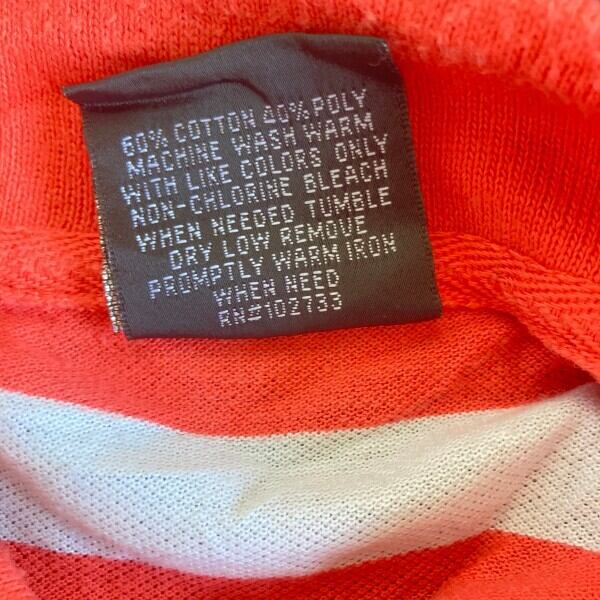 60% COTTON 40% POLY
MACHINE WASH WARM
WITH LIKE COLORS ONLY
NON-CHLORINE BLEACH
WHEN NEEDED TUMBLE
DRY LOW REMOVE
PROMPTLY WARM IRON
WHEN NEED
RN#102733